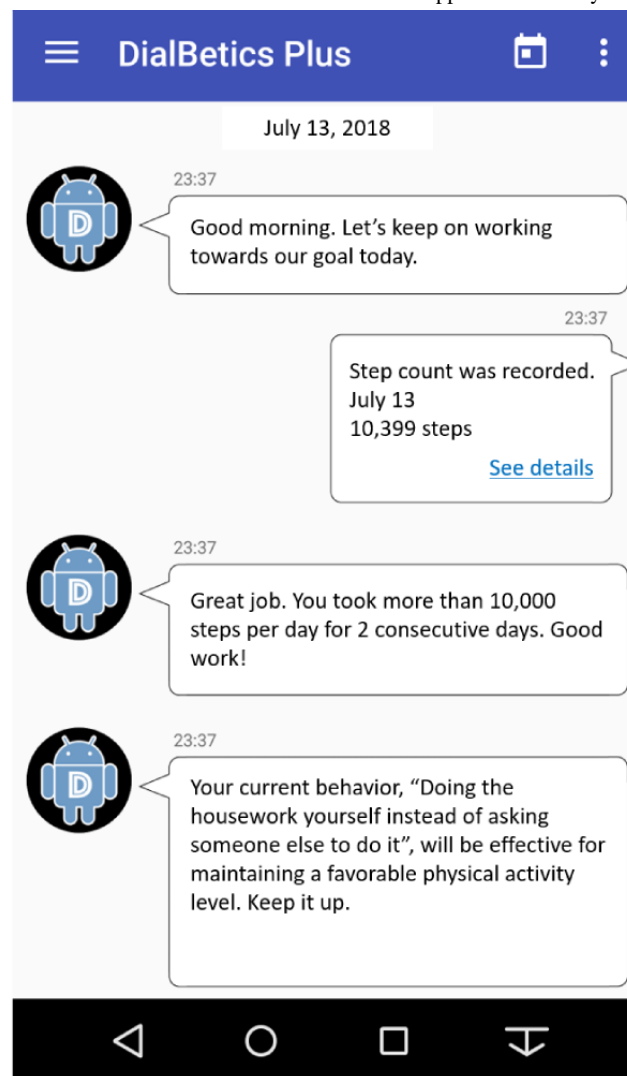 DialBetics Plus
July 13, 2018
23:37
Good morning. Let’s keep on working
towards our goal today.
23:37
Step count was recorded.
July 13
10,399 steps
See details
D
23:37
Great job. You took more than 10,000
steps per day for 2 consecutive days. Good
work!
D
23:37
Your current behavior, “Doing the
housework yourself instead of asking
someone else to do it”, will be effective for
maintaining a favorable physical activity
level. Keep it up.
D